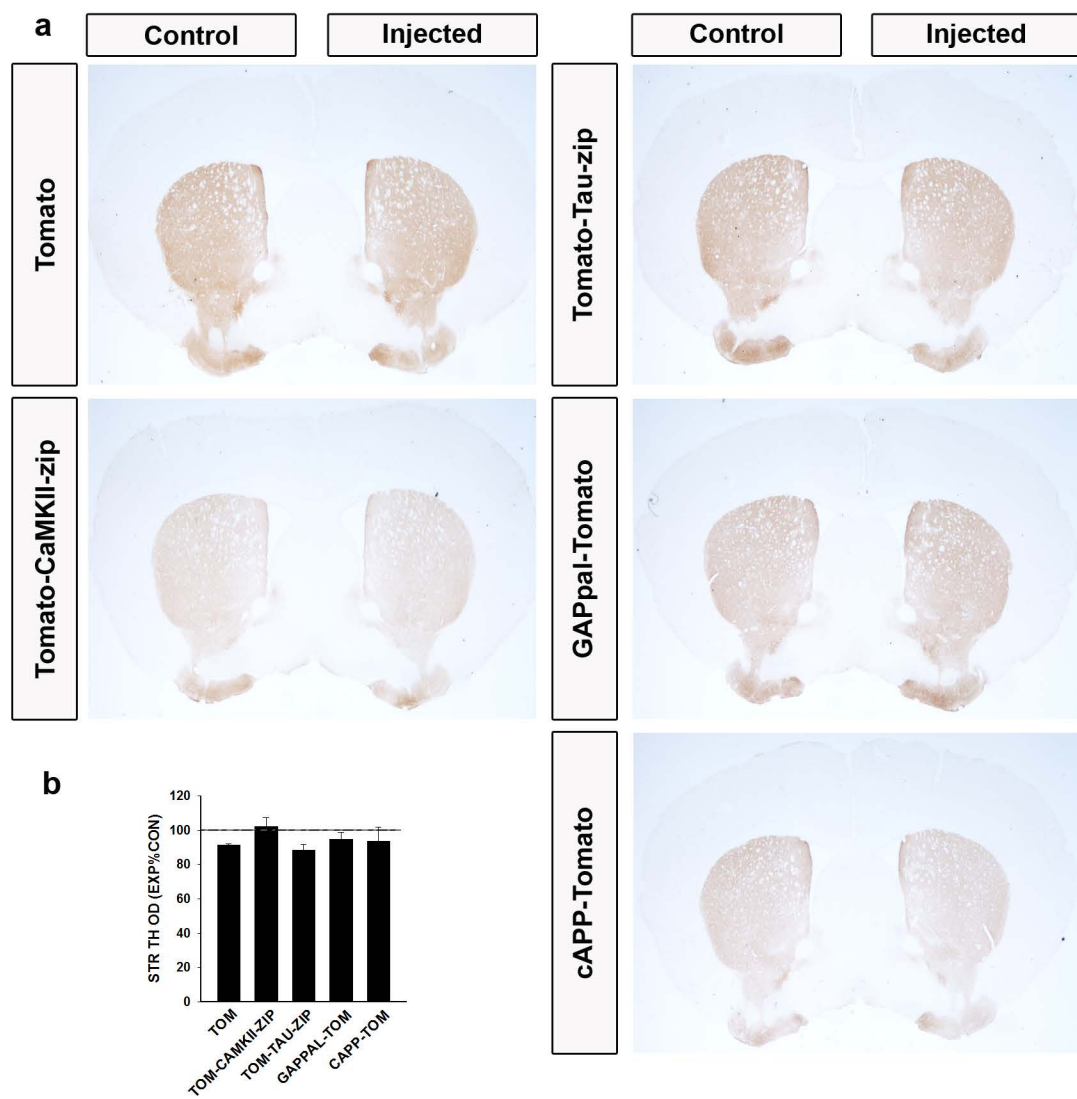 a
Control
Injected
Control
Injected
Tomato
Tomato-Tau-zip
Tomato-CaMKII-zip
GAPpal-Tomato
cAPP-Tomato
b
STR TH OD (EXP%CON)
120
100
80
60
40
20
0
TOM
TOM-CAMKII-ZIP
TOM-TAU-ZIP
GAPPAL-TOM
CAPP-TOM